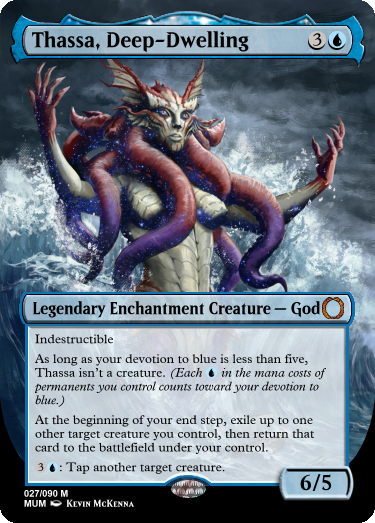 Thassa, Deep-Dwelling 3
Legendary Enchantment Creature — God
Indestructible
As long as your devotion to blue is less than five,
Thassa isn't a creature. (Each in the mana costs of
permanents you control counts toward your devotion to
blue.)
At the beginning of your end step, exile up to one
other target creature you control, then return that
card to the battlefield under your control.
3 : Tap another target creature.
6/5
027/090 M
MUM Kevin McKenna